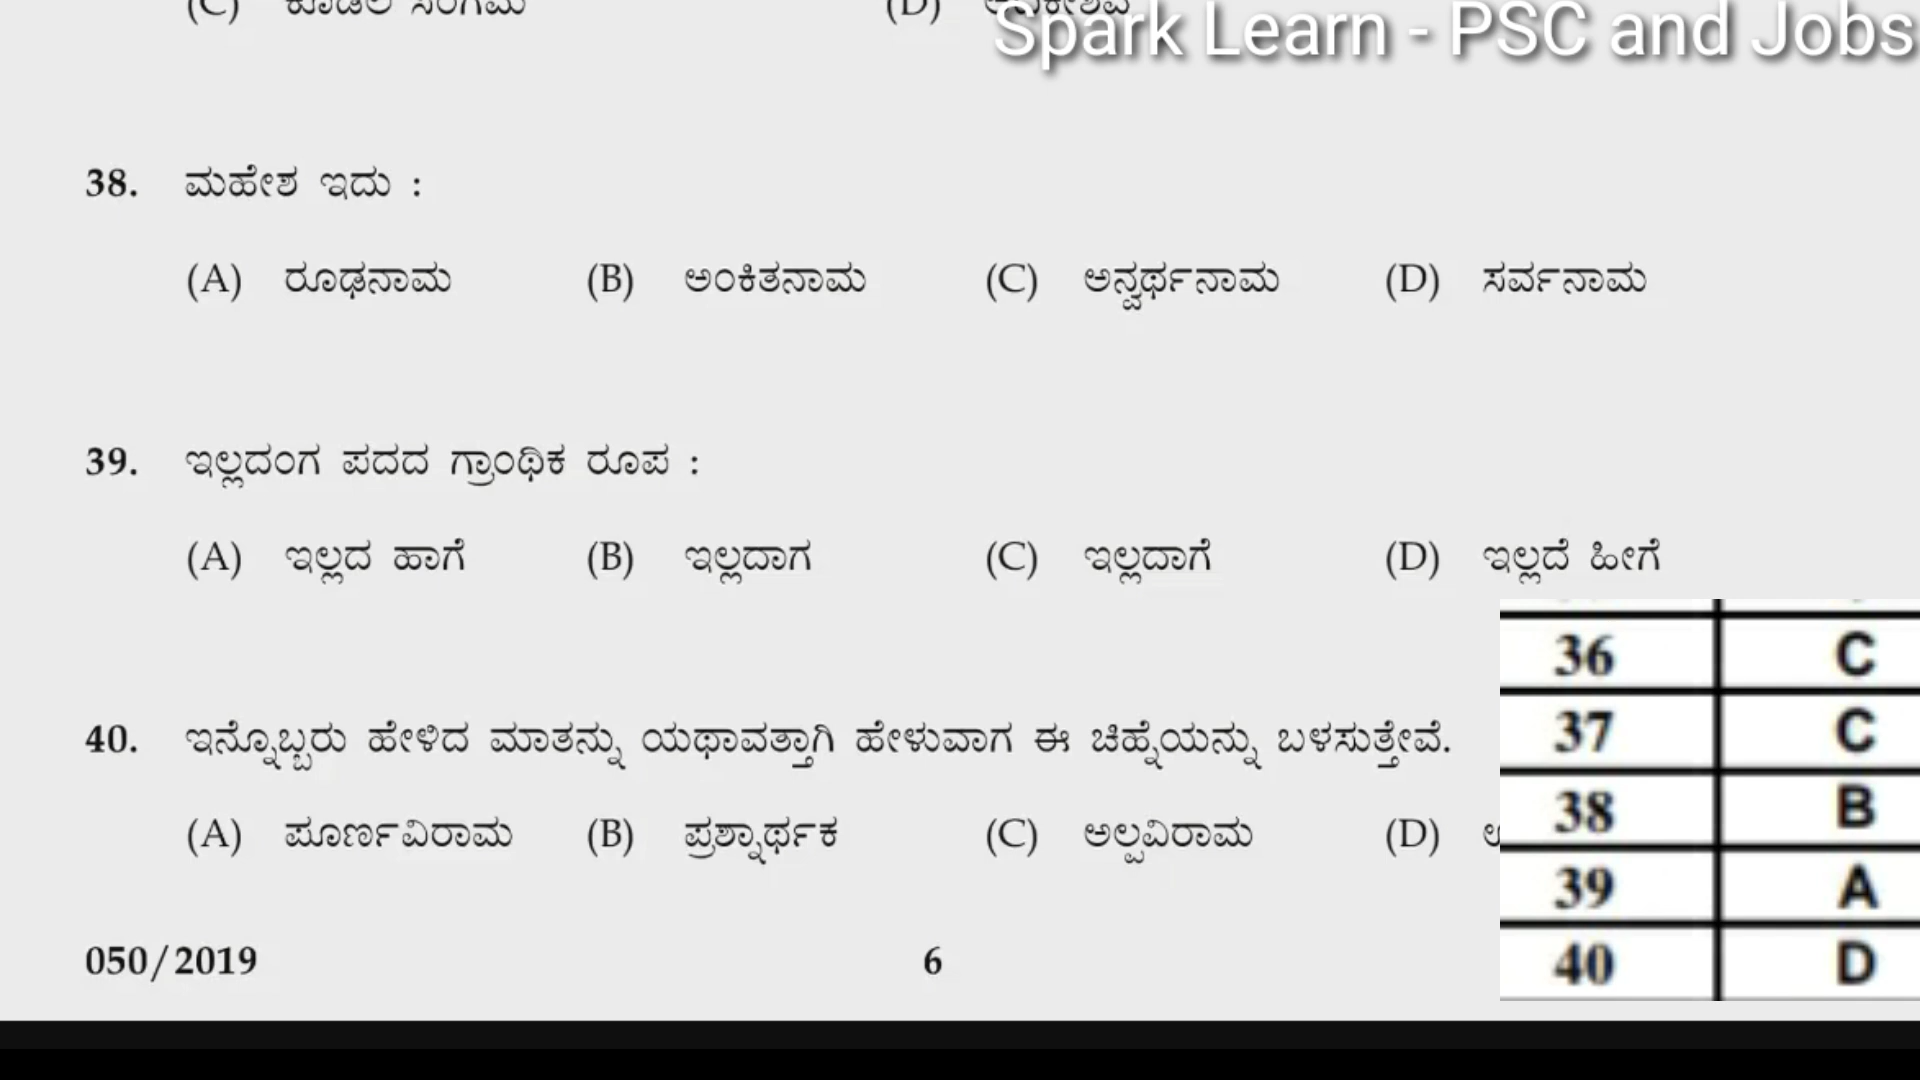 (C) ಕೂಡಲ ಸಂಗಮ (D)
Spark Learn - PSC and Jobs
38. ಮಹೇಶ ಇದು :
(A) ರೂಢನಾಮ (B) ಅಂಕಿತನಾಮ (C) ಅನ್ವರ್ಥನಾಮ (D) ಸರ್ವನಾಮ
39. ಇಲ್ಲದಂಗ ಪದದ ಗ್ರಾಂಥಿಕ ರೂಪ :
(A) ಇಲ್ಲದ ಹಾಗೆ (B) ಇಲ್ಲದಾಗ (C) ಇಲ್ಲದಾಗೆ (D) ಇಲ್ಲದೆ ಹೀಗೆ
40. ಇನ್ನೊಬ್ಬರು ಹೇಳಿದ ಮಾತನ್ನು ಯಥಾವತ್ತಾಗಿ ಹೇಳುವಾಗ ಈ ಚಿಹ್ನೆಯನ್ನು ಬಳಸುತ್ತೇವೆ.
(A) ಪೂರ್ಣವಿರಾಮ (B) ಪ್ರಶ್ನಾರ್ಥಕ (C) ಅಲ್ಪವಿರಾಮ (D)
050/2019 6
36 C
37 C
38 B
39 A
40 D